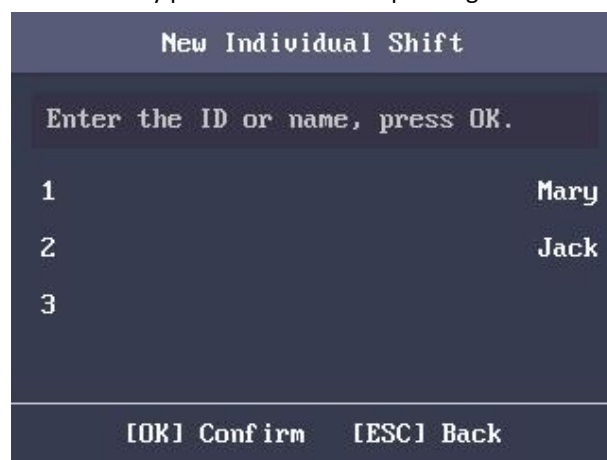 New Individual Shift
Enter the ID or name, press OK.
1 Mary
2 Jack
3
[OK] Confirm [ESC] Back